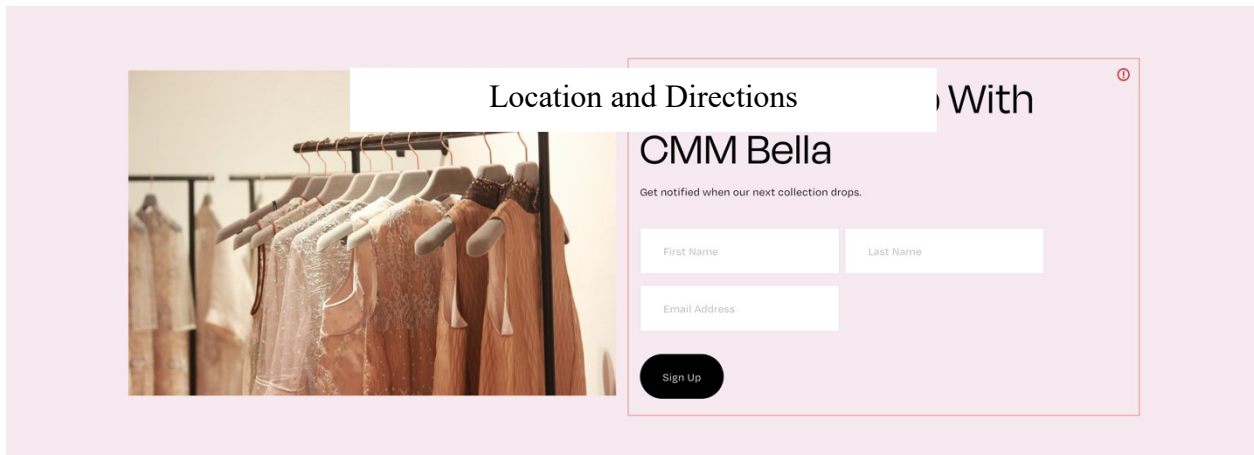 Location and Directions
With
CMM Bella
Get notified when our next collection drops.
First Name
Last Name
Email Address
Sign Up